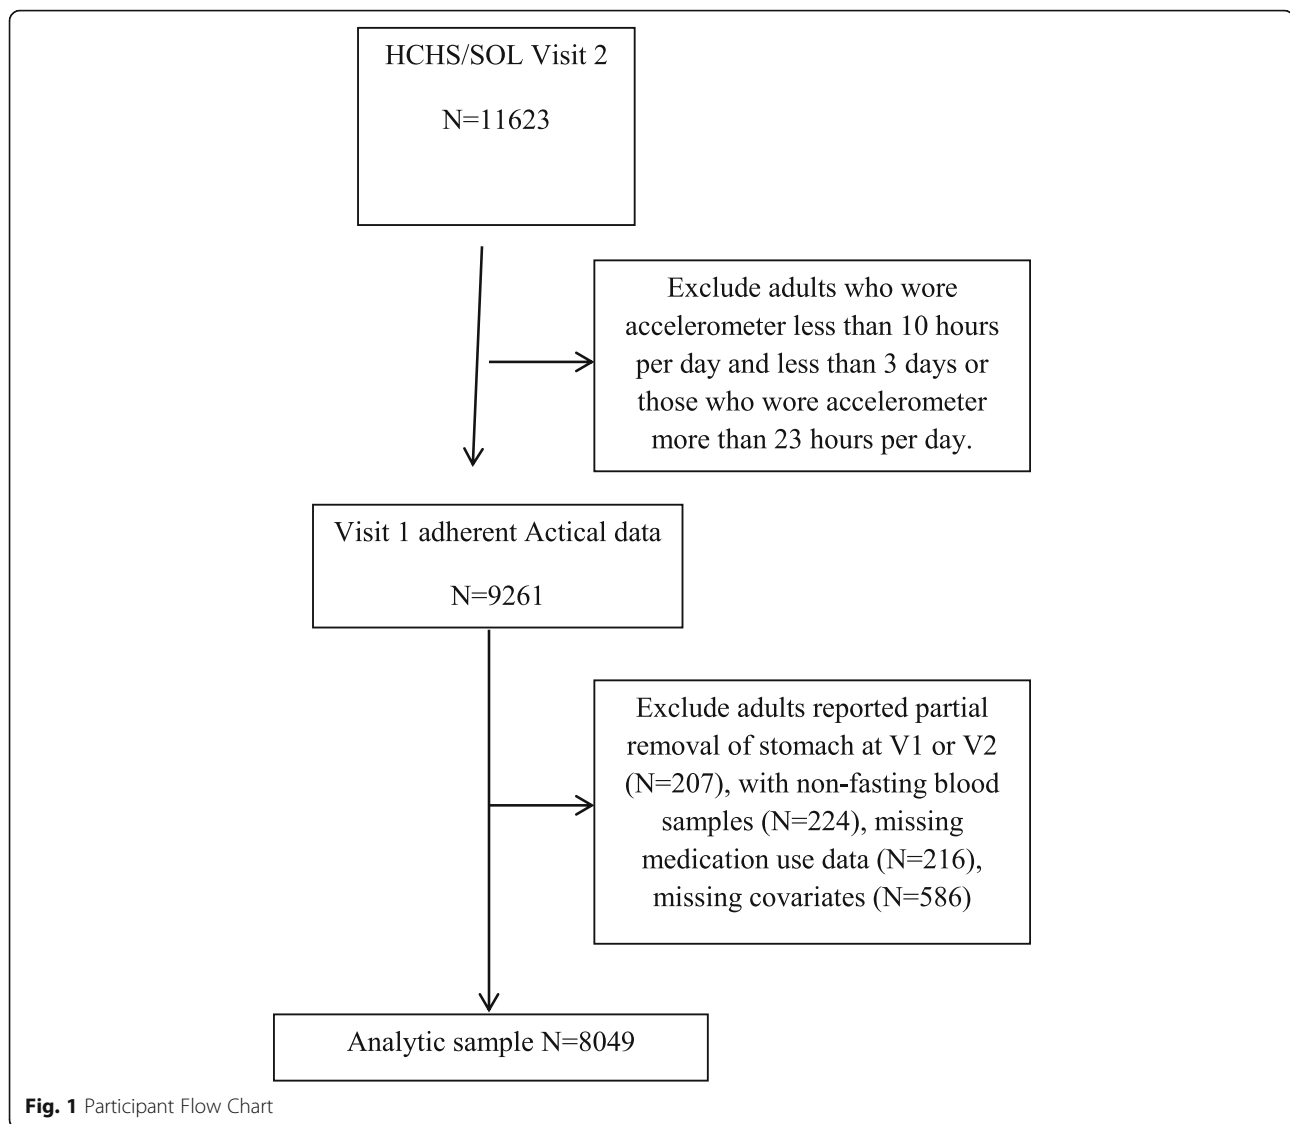 HCHS/SOL Visit 2
N=11623
Exclude adults who wore
accelerometer less than 10 hours
per day and less than 3 days or
those who wore accelerometer
more than 23 hours per day.
Visit 1 adherent Actical data
N=9261
Exclude adults reported partial
removal of stomach at V1 or V2
(N=207), with non-fasting blood
samples (N=224), missing
medication use data (N=216),
missing covariates (N=586)
Analytic sample N=8049
Fig. 1 Participant Flow Chart